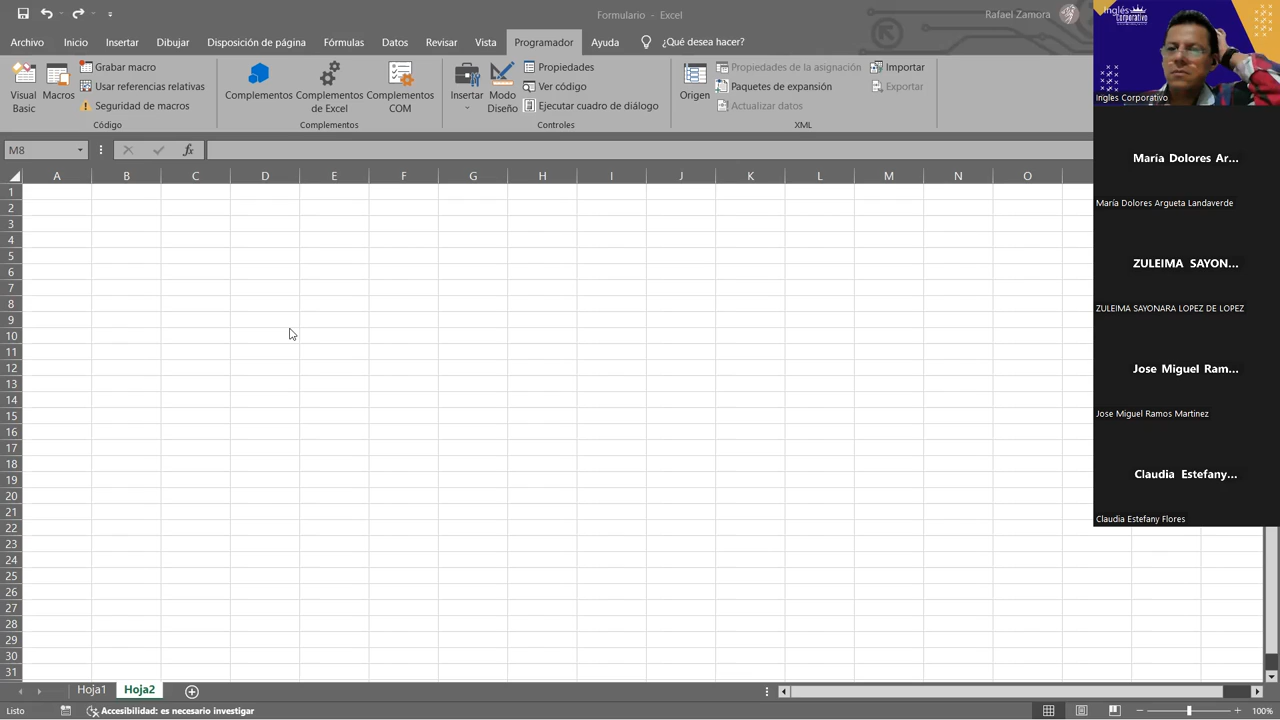 Formulario - Excel
Rafael Zamora
Archivo Inicio Insertar Dibujar Disposición de página Fórmulas Datos Revisar Vista Programador Ayuda ¿Qué desea hacer?
Visual Basic
Macros
Grabar macro
Usar referencias relativas
Seguridad de macros
Código
Complementos
Complementos de Excel
Complementos COM
Complementos
Insertar
Modo Diseño
Propiedades
Ver código
Ejecutar cuadro de diálogo
Controles
Origen
Propiedades de la asignación
Paquetes de expansión
Actualizar datos
Importar
Exportar
XML
M8
fx
A B C D E F G H I J K L M N O
1
2
3
4
5
6
7
8
9
10
11
12
13
14
15
16
17
18
19
20
21
22
23
24
25
26
27
28
29
30
31
Hoja1 Hoja2
Listo
Accesibilidad: es necesario investigar
100%
Inglés
Corporativo
Ingles Corporativo
María Dolores Ar...
María Dolores Argueta Landaverde
ZULEIMA SAYON...
ZULEIMA SAYONARA LOPEZ DE LOPEZ
Jose Miguel Ram...
Jose Miguel Ramos Martinez
Claudia Estefany...
Claudia Estefany Flores